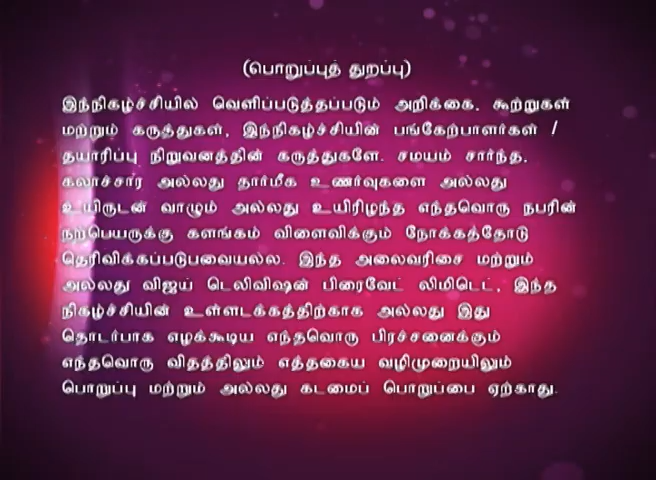 (பொறுப்புத் துறப்பு)
இந்நிகழ்ச்சியில் வெளிப்படுத்தப்படும் அறிக்கை, கூற்றுகள்
மற்றும் கருத்துகள், இந்நிகழ்ச்சியின் பங்கேற்பாளர்கள் /
தயாரிப்பு நிறுவனத்தின் கருத்துகளே. சமயம் சார்ந்த,
கலாச்சார அல்லது தார்மீக உணர்வுகளை அல்லது
உயிருடன் வாழும் அல்லது உயிரிழந்த எந்தவொரு நபரின்
நற்பெயருக்கு களங்கம் விளைவிக்கும் நோக்கத்தோடு
தெரிவிக்கப்படுபவையல்ல. இந்த அலைவரிசை மற்றும்
அல்லது விஜய் டெலிவிஷன் பிரைவேட் லிமிடெட், இந்த
நிகழ்ச்சியின் உள்ளடக்கத்திற்காக அல்லது இது
தொடர்பாக எழக்கூடிய எந்தவொரு பிரச்சனைக்கும்
எந்தவொரு விதத்திலும் எத்தகைய வழிமுறையிலும்
பொறுப்பு மற்றும் அல்லது கடமைப் பொறுப்பை ஏற்காது.